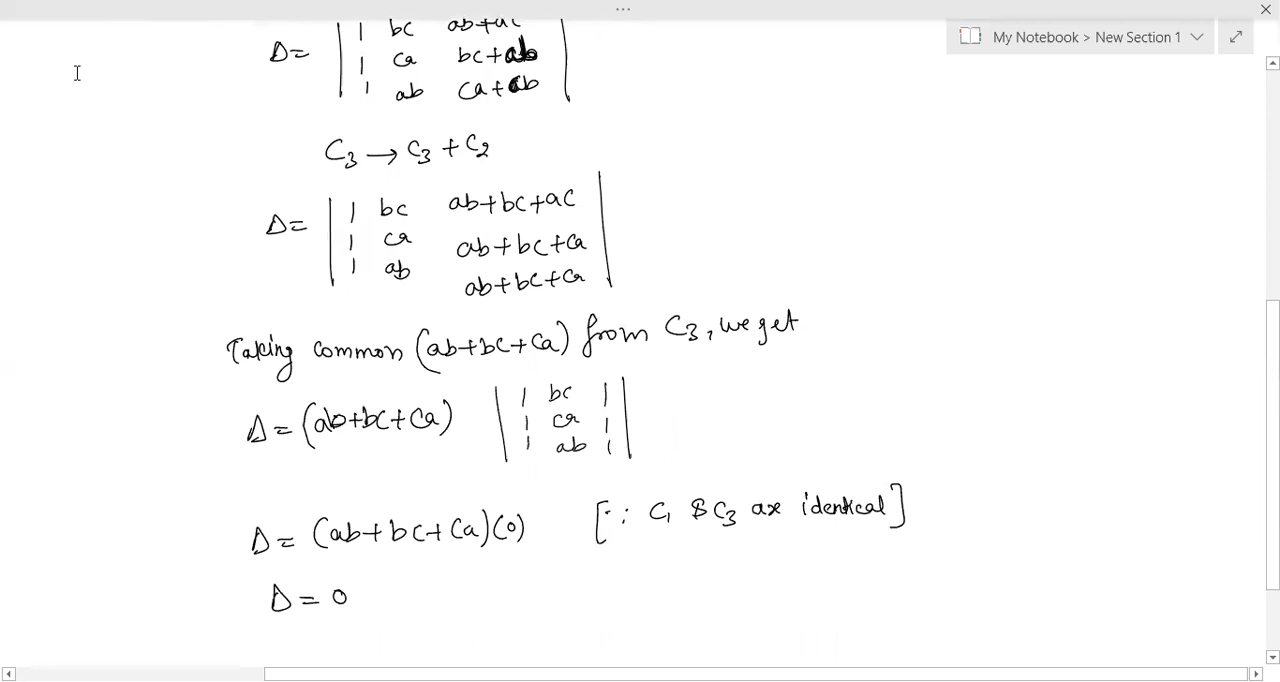 My Notebook > New Section 1
| 1 bc ab+ac |
Δ= | 1 ca bc+ab |
| 1 ab ca+cb |
C₃ → C₃ + C₂
| 1 bc ab+bc+ac |
Δ= | 1 ca ab+bc+ca |
| 1 ab ab+bc+ca |
Taking common (ab+bc+ca) from C₃, we get
| 1 bc 1 |
Δ = (ab+bc+ca) | 1 ca 1 |
| 1 ab 1 |
Δ = (ab+bc+ca)(0) [∵ C₁ & C₃ are identical]
Δ = 0